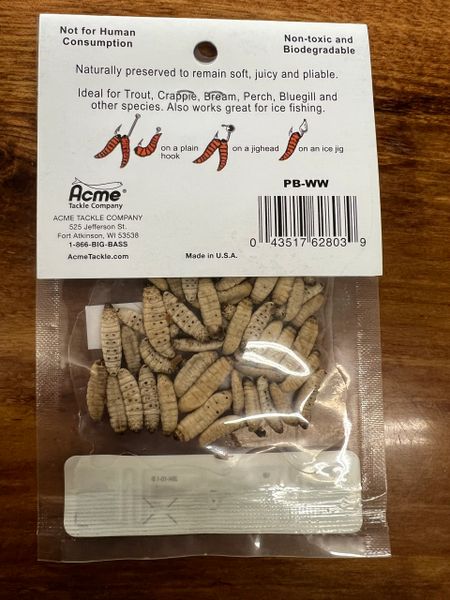 Not for Human
Consumption
Non-toxic and
Biodegradable
Naturally preserved to remain soft, juicy and pliable.
Ideal for Trout, Crappie, Bream, Perch, Bluegill and
other species. Also works great for ice fishing.
on a plain
hook
on a jighead
on an ice jig
Acme
Tackle Company
ACME TACKLE COMPANY
525 Jefferson St.
Fort Atkinson, WI 53538
1-866-BIG-BASS
AcmeTackle.com
Made in U.S.A.
PB-WW
0 43517 62803 9